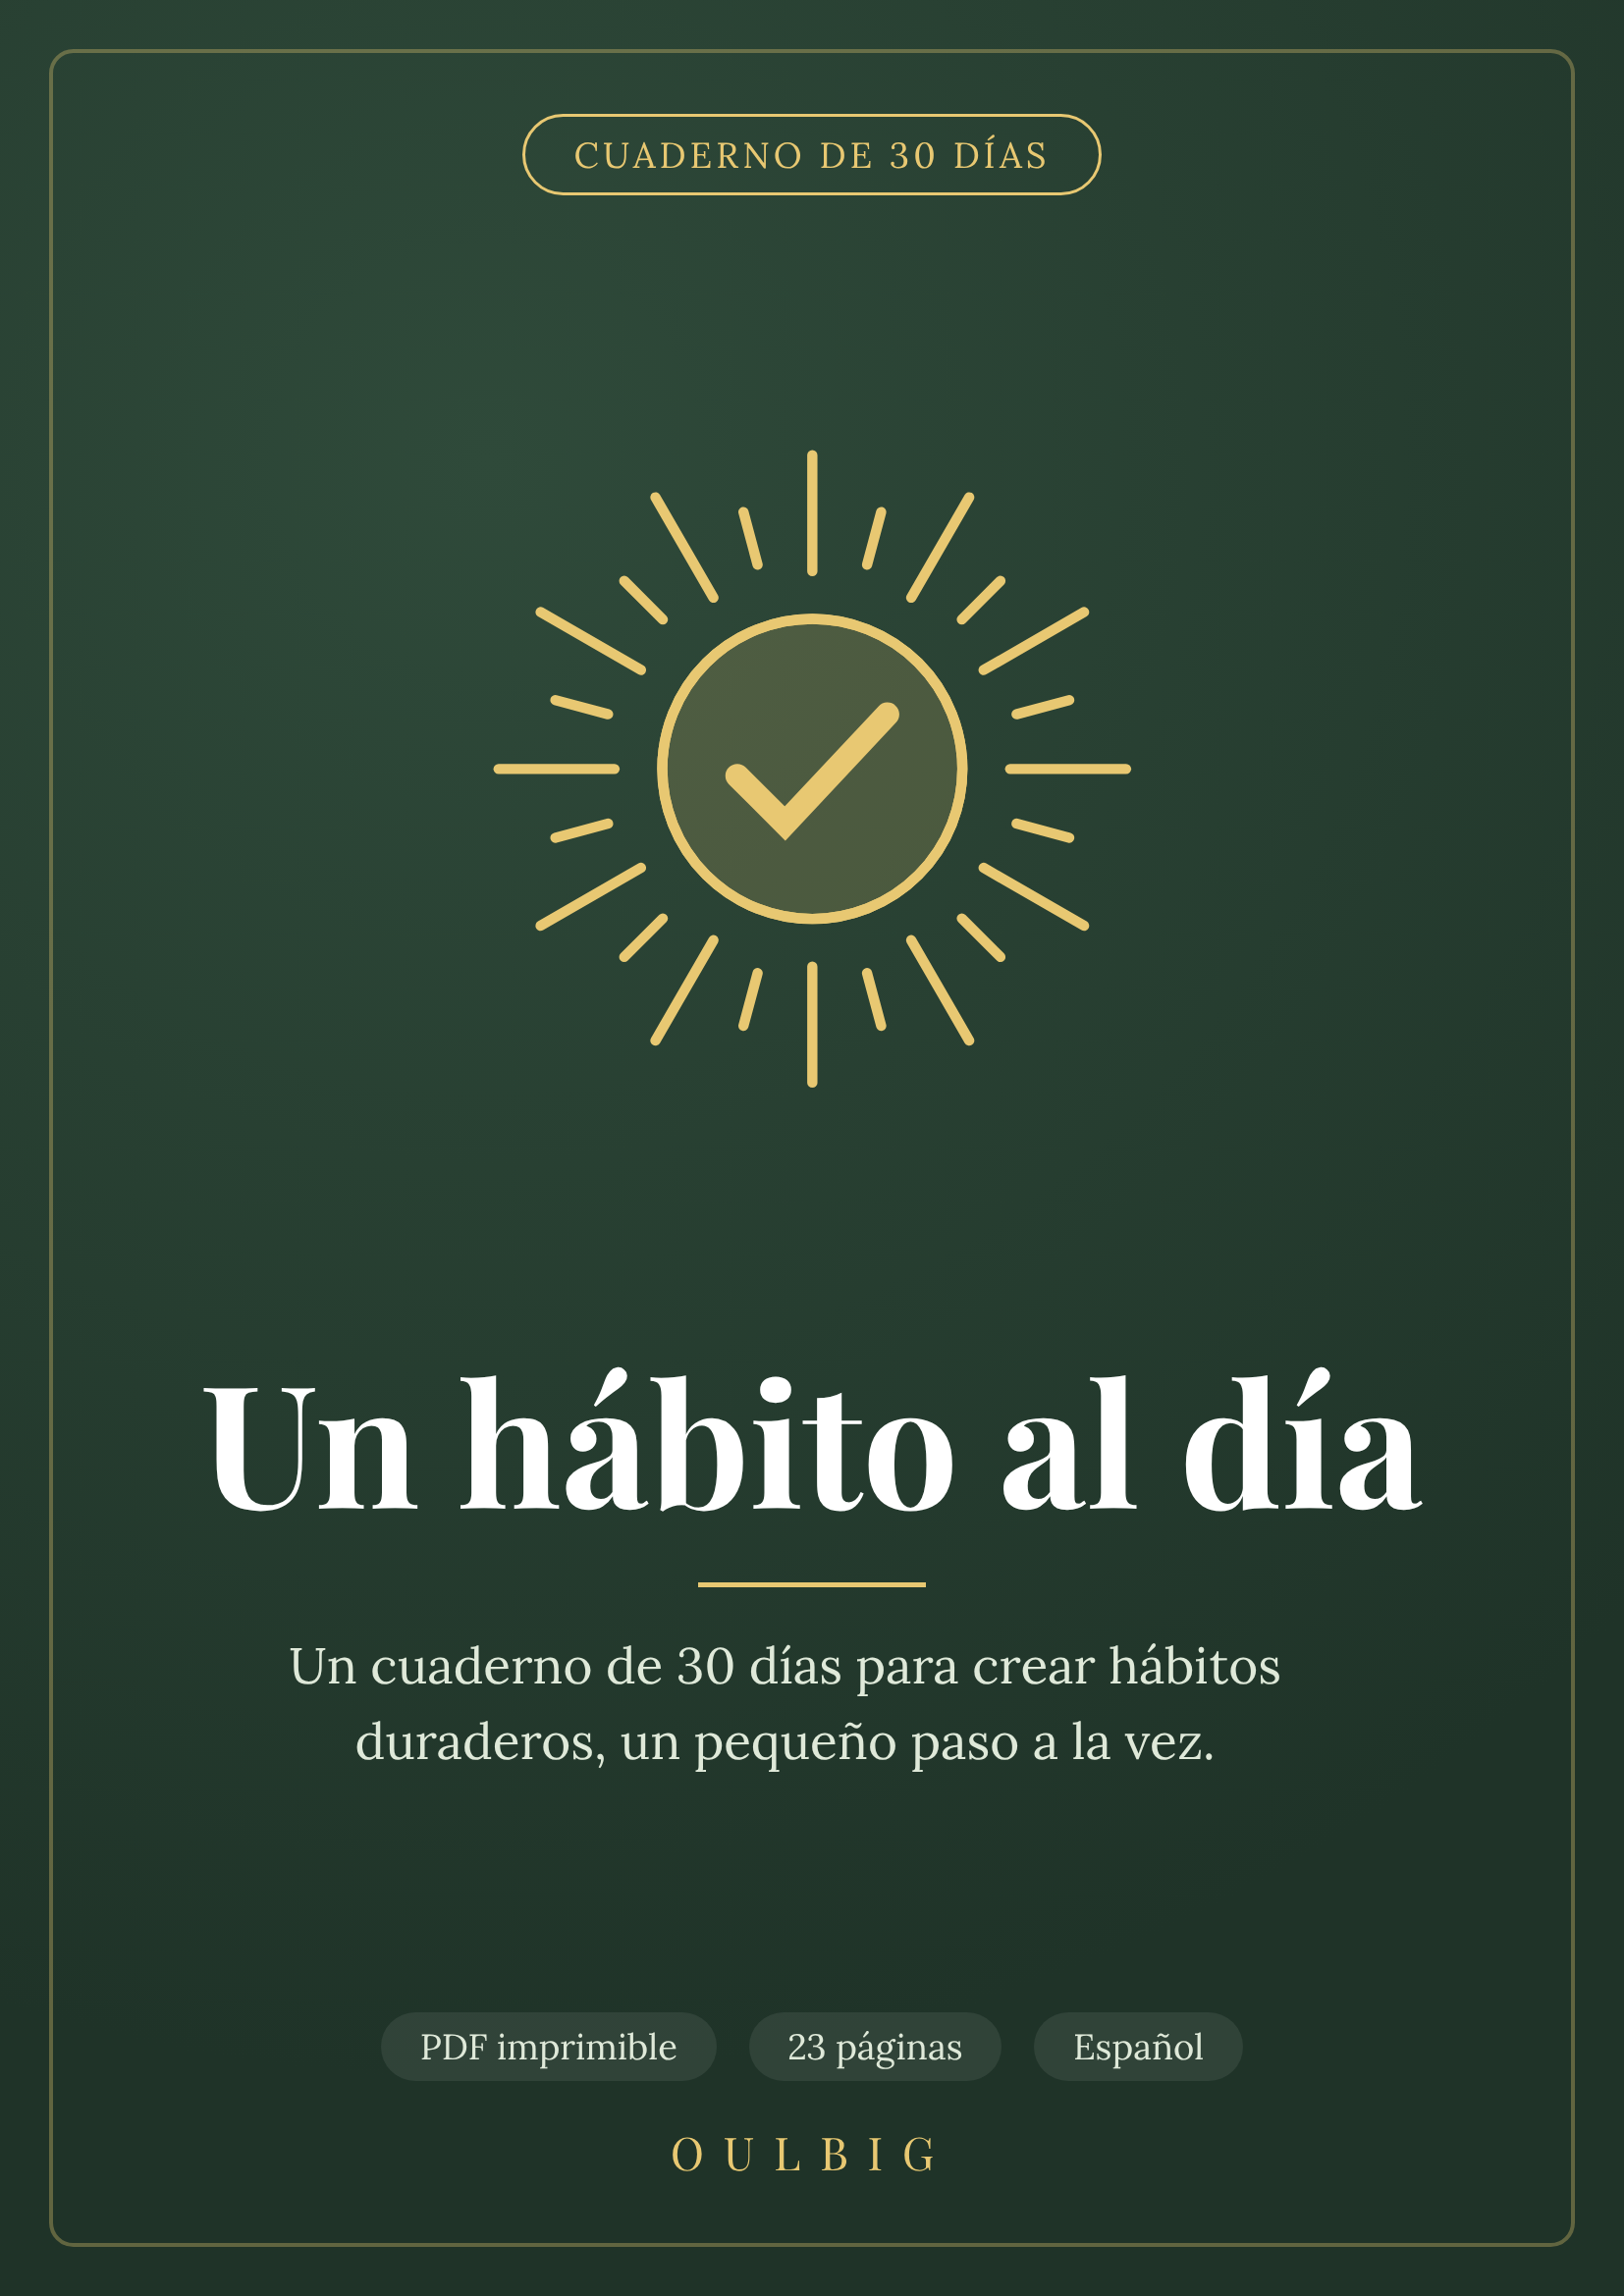 CUADERNO DE 30 DÍAS
Un hábito al día
Un cuaderno de 30 días para crear hábitos
duraderos, un pequeño paso a la vez.
PDF imprimible 23 páginas Español
OULBIG